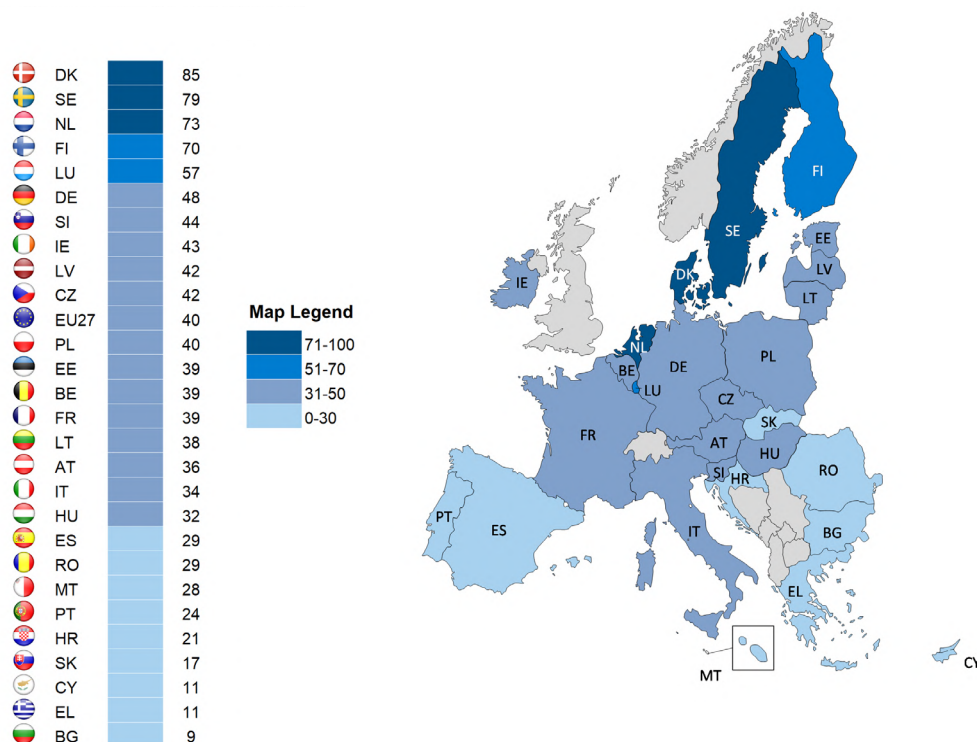 DK 85
SE 79
NL 73
FI 70
LU 57
DE 48
SI 44
IE 43
LV 42
CZ 42
EU27 40
PL 40
EE 39
BE 39
FR 39
LT 38
AT 36
IT 34
HU 32
ES 29
RO 29
MT 28
PT 24
HR 21
SK 17
CY 11
EL 11
BG 9
Map Legend
71-100
51-70
31-50
0-30
FI
SE
EE
LV
LT
DK
IE
NL
BE
DE
PL
LU
CZ
SK
FR
AT
HU
SI
HR
RO
PT
ES
IT
BG
EL
MT
CY